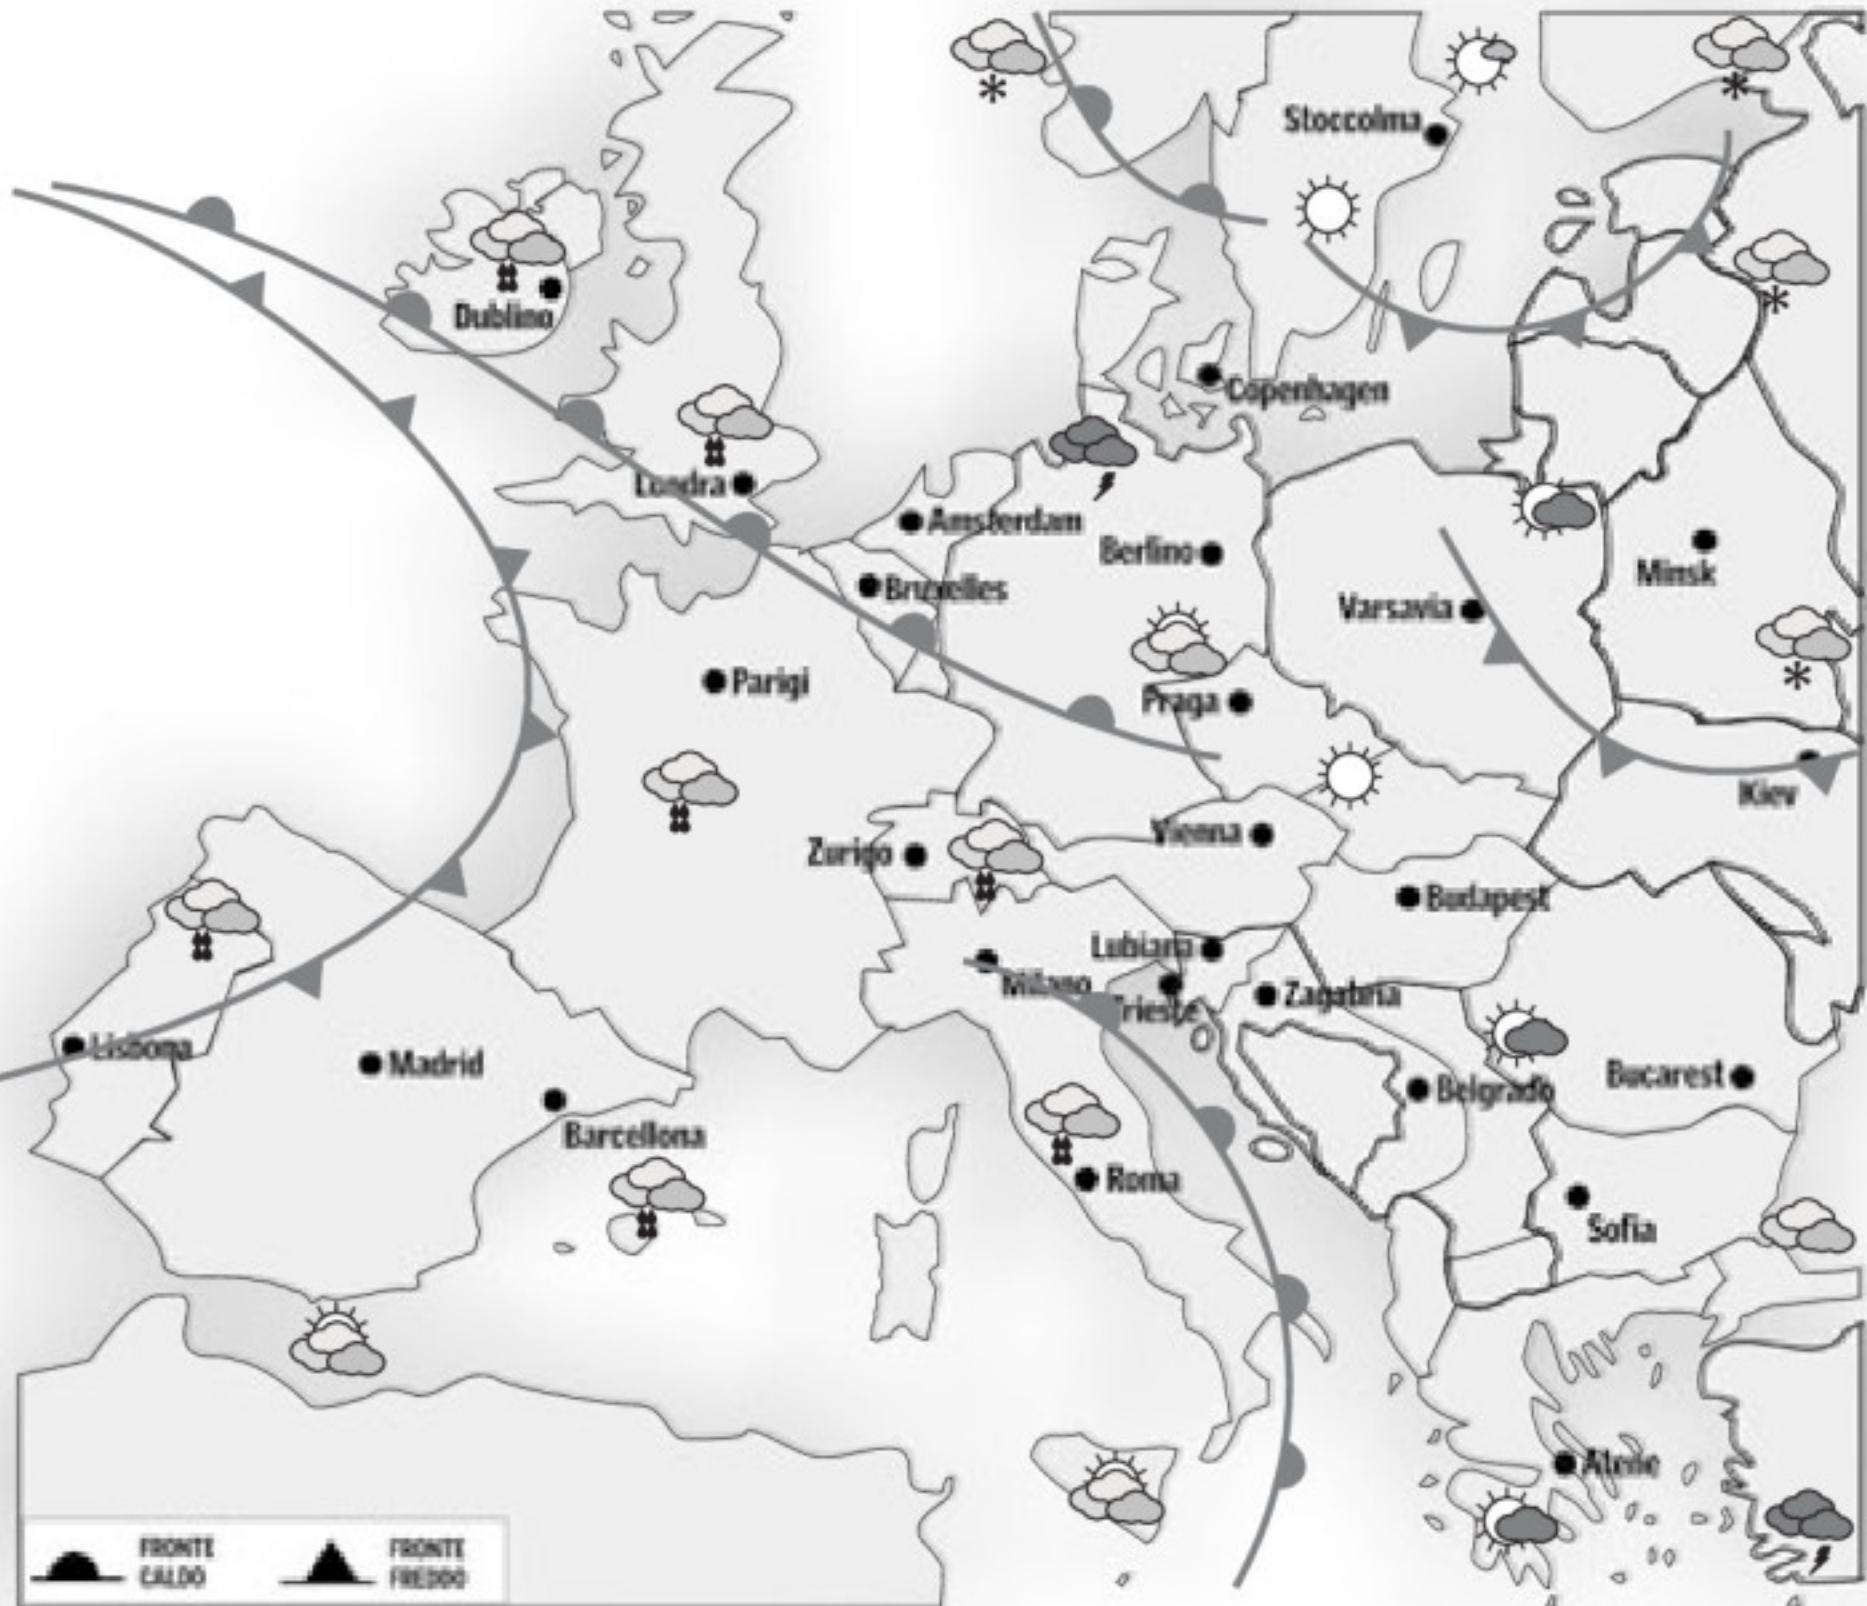 Stoccolma
Dublino
Copenhagen
Londra
Amsterdam
Berlino
Minsk
Bruxelles
Varsavia
Parigi
Praga
Kiev
Vienna
Zurigo
Budapest
Lubiana
Milano
Trieste
Zagabria
Lisbona
Madrid
Bucarest
Belgrado
Barcellona
Roma
Sofia
Atene
FRONTE
CALDO
FRONTE
FREDDO